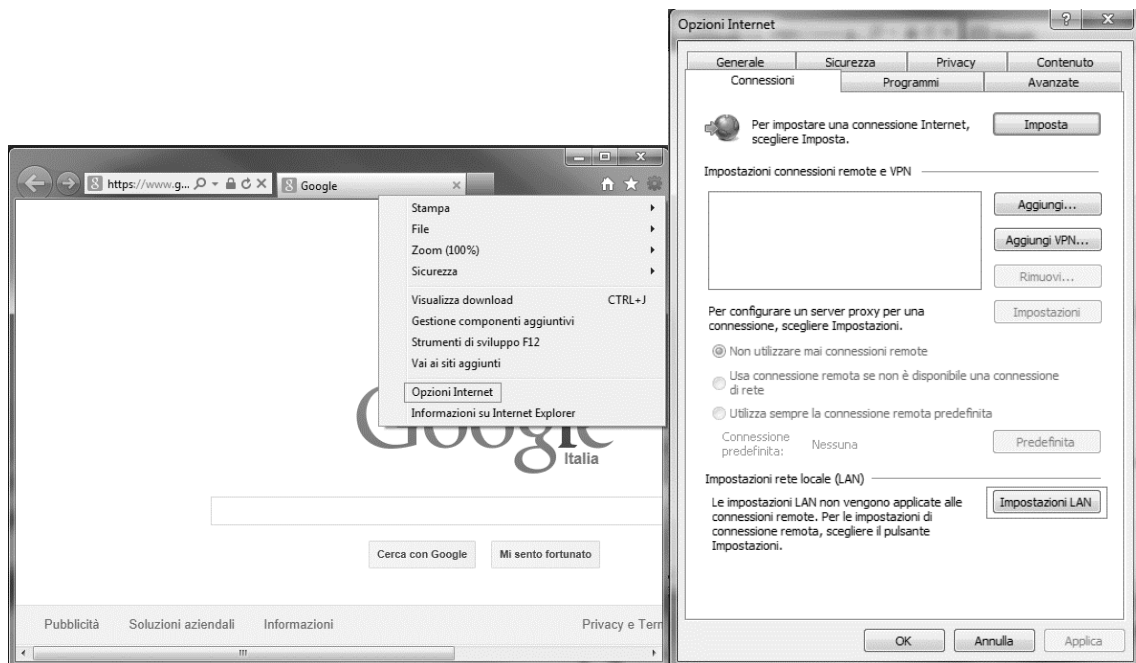 https://www.g...
Google
Stampa
File
Zoom (100%)
Sicurezza
Visualizza download CTRL+J
Gestione componenti aggiuntivi
Strumenti di sviluppo F12
Vai ai siti aggiunti
Opzioni Internet
Informazioni su Internet Explorer
Google
Italia
Cerca con Google Mi sento fortunato
Pubblicità Soluzioni aziendali Informazioni Privacy e Term
Opzioni Internet
Generale Sicurezza Privacy Contenuto
Connessioni Programmi Avanzate
Per impostare una connessione Internet,
scegliere Imposta.
Imposta
Impostazioni connessioni remote e VPN
Aggiungi...
Aggiungi VPN...
Rimuovi...
Per configurare un server proxy per una
connessione, scegliere Impostazioni.
Impostazioni
Non utilizzare mai connessioni remote
Usa connessione remota se non è disponibile una connessione
di rete
Utilizza sempre la connessione remota predefinita
Connessione
predefinita:
Nessuna
Predefinita
Impostazioni rete locale (LAN)
Le impostazioni LAN non vengono applicate alle
connessioni remote. Per le impostazioni di
connessione remota, scegliere il pulsante
Impostazioni.
Impostazioni LAN
OK Annulla Applica